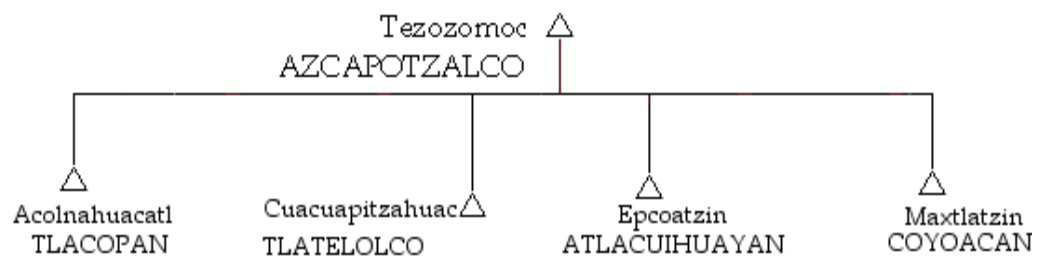 Tezozomoc
AZCAPOTZALCO
Acolnahuacatl
TLACOPAN
Cuacuapitzahuac
TLATELOLCO
Epcoatzin
ATLACUIHUAYAN
Maxtlatzin
COYOACAN